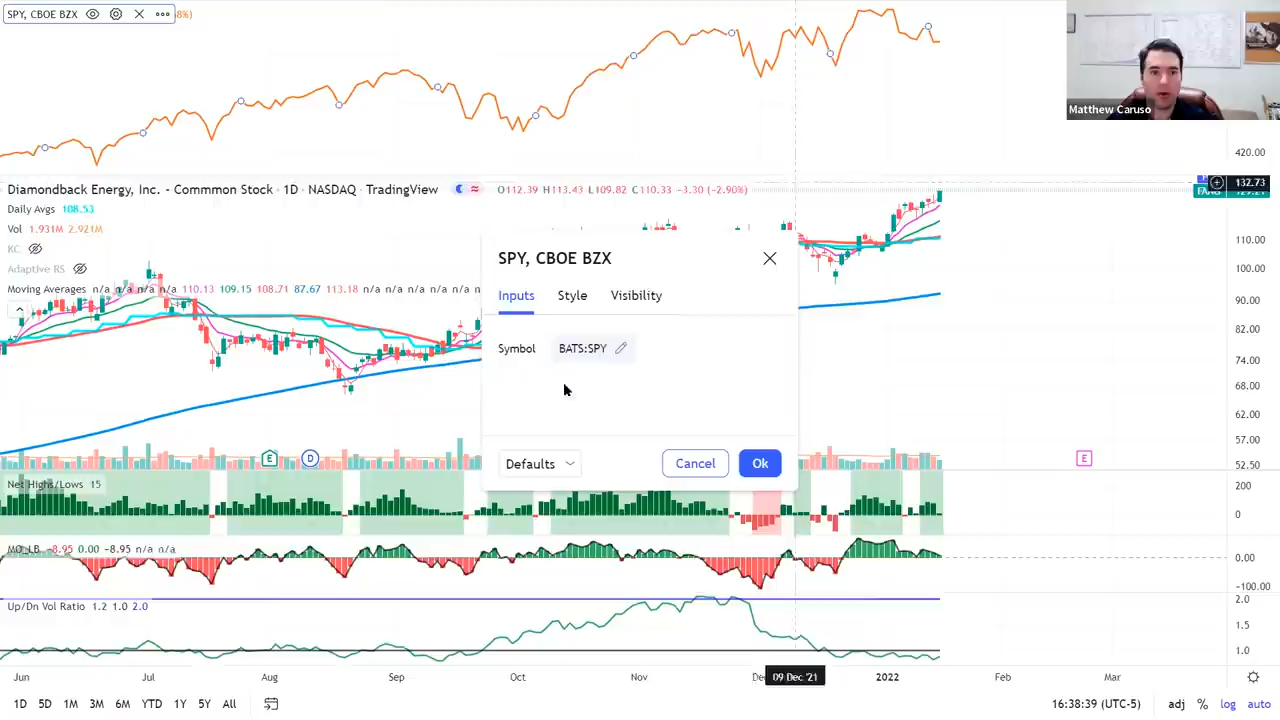 SPY, CBOE BZX
8%)
Matthew Caruso
420.00
Diamondback Energy, Inc. - Commmon Stock · 1D · NASDAQ · TradingView
O112.39 H113.43 L109.82 C110.33 −3.30 (−2.90%)
132.73
Daily Avgs 108.53
Vol 1.931M 2.921M
KC
Adaptive RS
Moving Averages n/a n/a n/a n/a 110.13 109.15 108.71 87.67 113.18 n/a n/a n/a n/a n/a n
110.00
100.00
90.00
82.00
74.00
68.00
62.00
57.00
52.50
SPY, CBOE BZX
Inputs Style Visibility
Symbol BATS:SPY
Defaults Cancel Ok
E D E
Net Highs/Lows 15
200
0
MO_LB −8.95 0.00 −8.95 n/a n/a
0.00
−100.00
Up/Dn Vol Ratio 1.2 1.0 2.0
2.0
1.5
1.0
Jun Jul Aug Sep Oct Nov De 09 Dec '21 2022 Feb Mar
1D 5D 1M 3M 6M YTD 1Y 5Y All
16:38:39 (UTC-5) adj % log auto